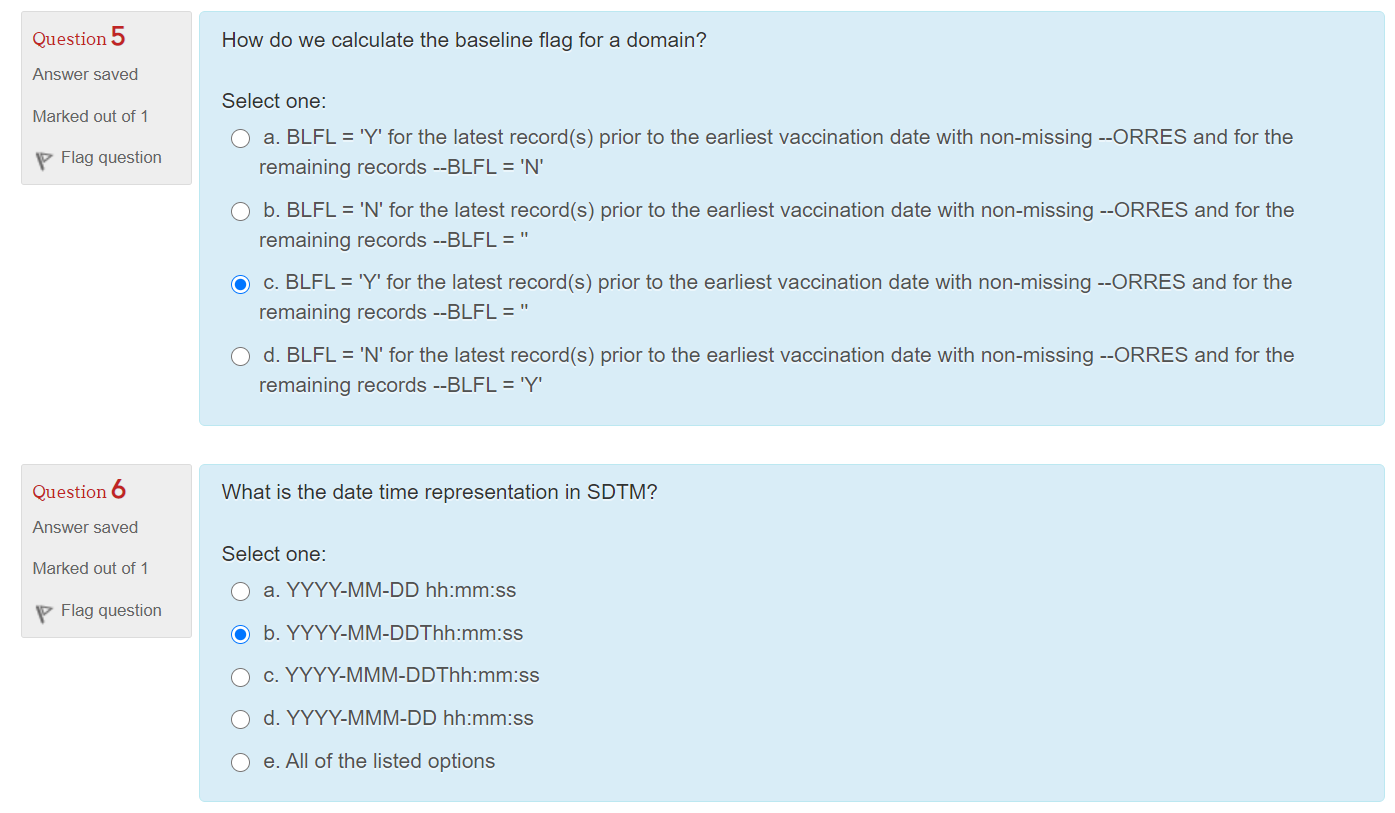 Question 5
Answer saved
Marked out of 1
Flag question
How do we calculate the baseline flag for a domain?
Select one:
a. BLFL = 'Y' for the latest record(s) prior to the earliest vaccination date with non-missing --ORRES and for the
remaining records --BLFL = 'N'
b. BLFL = 'N' for the latest record(s) prior to the earliest vaccination date with non-missing --ORRES and for the
remaining records --BLFL = ''
c. BLFL = 'Y' for the latest record(s) prior to the earliest vaccination date with non-missing --ORRES and for the
remaining records --BLFL = ''
d. BLFL = 'N' for the latest record(s) prior to the earliest vaccination date with non-missing --ORRES and for the
remaining records --BLFL = 'Y'
Question 6
Answer saved
Marked out of 1
Flag question
What is the date time representation in SDTM?
Select one:
a. YYYY-MM-DD hh:mm:ss
b. YYYY-MM-DDThh:mm:ss
c. YYYY-MMM-DDThh:mm:ss
d. YYYY-MMM-DD hh:mm:ss
e. All of the listed options